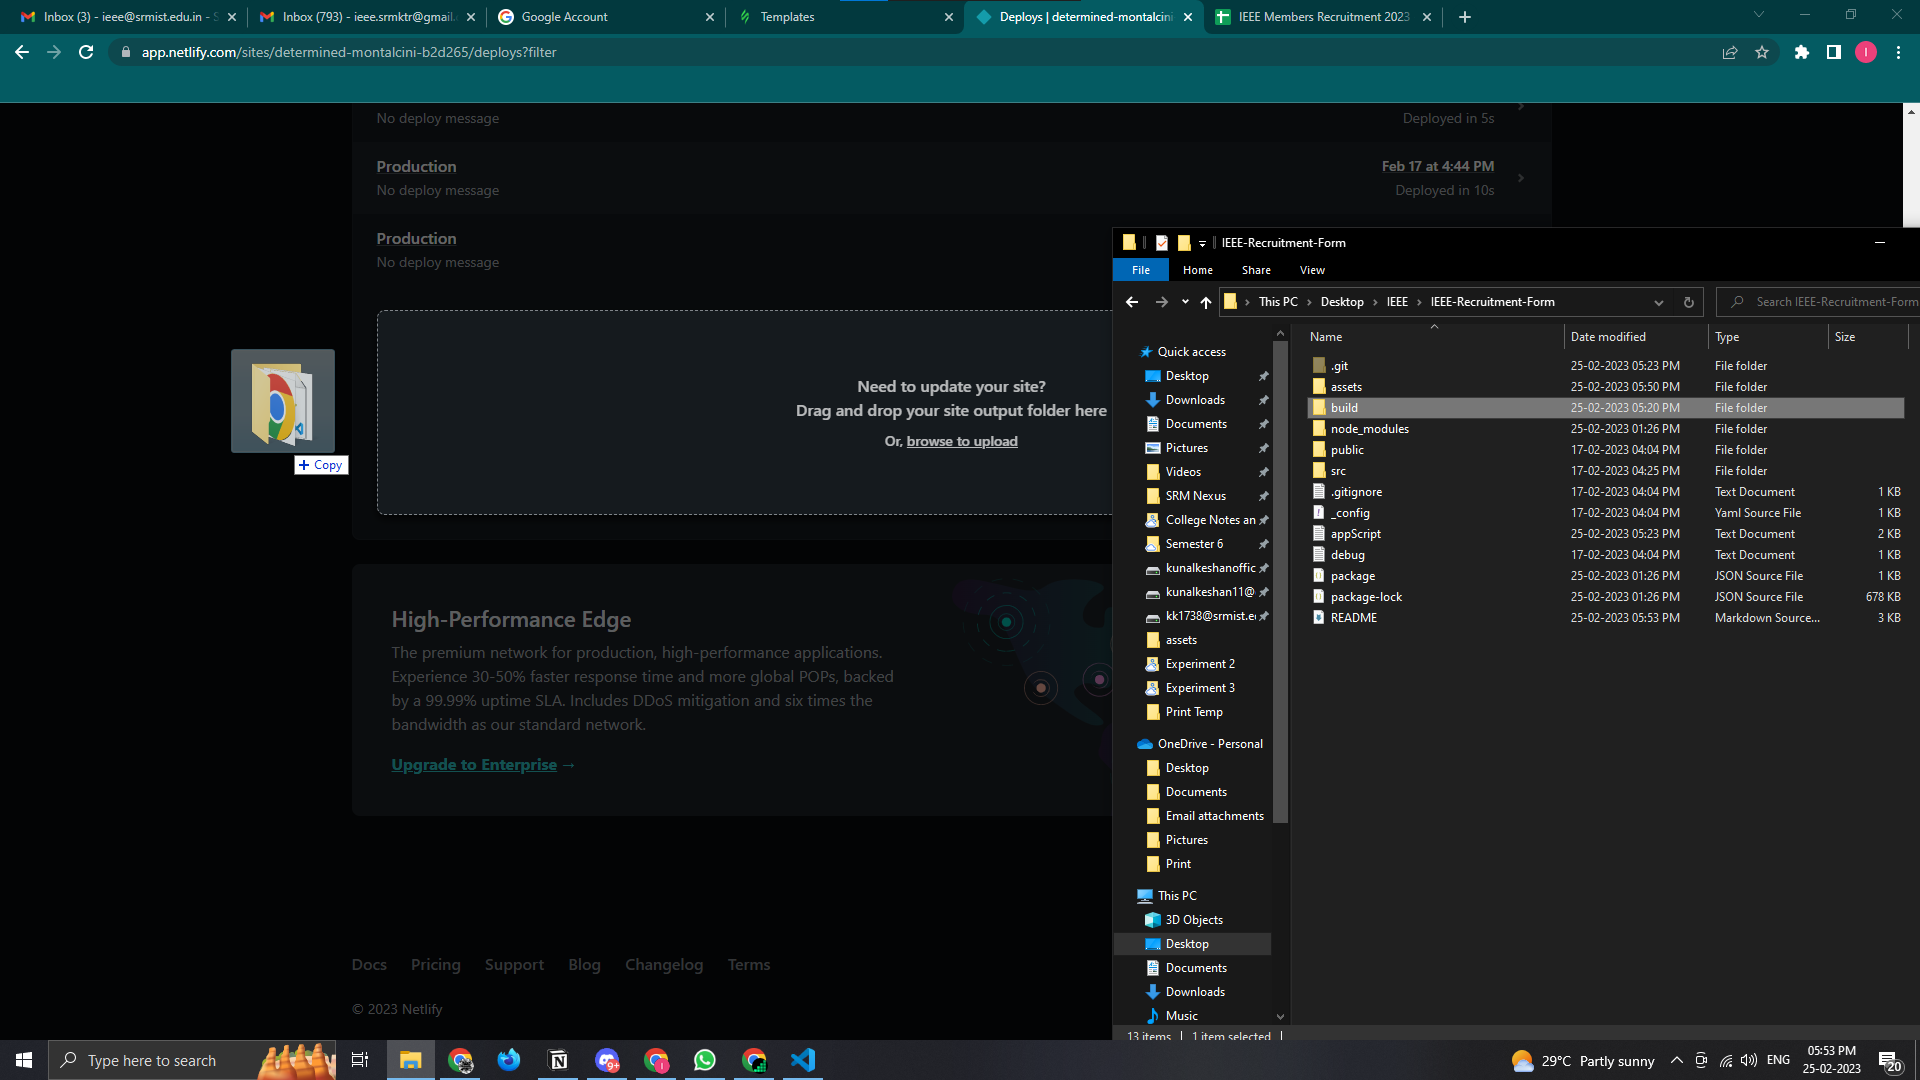 Inbox (3) - ieee@srmist.edu.in - S
Inbox (793) - ieee.srmktr@gmail.
Google Account
Templates
Deploys | determined-montalcini
IEEE Members Recruitment 2023
app.netlify.com/sites/determined-montalcini-b2d265/deploys?filter
I
No deploy message
Deployed in 5s
Production
Feb 17 at 4:44 PM
No deploy message
Deployed in 10s
Production
No deploy message
Need to update your site?
Drag and drop your site output folder here
Or, browse to upload
+ Copy
High-Performance Edge
The premium network for production, high-performance applications.
Experience 30-50% faster response time and more global POPs, backed
by a 99.99% uptime SLA. Includes DDoS mitigation and six times the
bandwidth as our standard network.
Upgrade to Enterprise →
Docs Pricing Support Blog Changelog Terms
© 2023 Netlify
IEEE-Recruitment-Form
File Home Share View
This PC › Desktop › IEEE › IEEE-Recruitment-Form
Search IEEE-Recruitment-Form
Quick access
Desktop
Downloads
Documents
Pictures
Videos
SRM Nexus
College Notes an
Semester 6
kunalkeshanoffic
kunalkeshan11@
kk1738@srmist.e
assets
Experiment 2
Experiment 3
Print Temp
OneDrive - Personal
Desktop
Documents
Email attachments
Pictures
Print
This PC
3D Objects
Desktop
Documents
Downloads
Music
Name Date modified Type Size
.git 25-02-2023 05:23 PM File folder
assets 25-02-2023 05:50 PM File folder
build 25-02-2023 05:20 PM File folder
node_modules 25-02-2023 01:26 PM File folder
public 17-02-2023 04:04 PM File folder
src 17-02-2023 04:25 PM File folder
.gitignore 17-02-2023 04:04 PM Text Document 1 KB
_config 17-02-2023 04:04 PM Yaml Source File 1 KB
appScript 25-02-2023 05:23 PM Text Document 2 KB
debug 17-02-2023 04:04 PM Text Document 1 KB
package 25-02-2023 01:26 PM JSON Source File 1 KB
package-lock 25-02-2023 01:26 PM JSON Source File 678 KB
README 25-02-2023 05:53 PM Markdown Source... 3 KB
13 items 1 item selected
Type here to search
9+
29°C Partly sunny
ENG
05:53 PM
25-02-2023
20